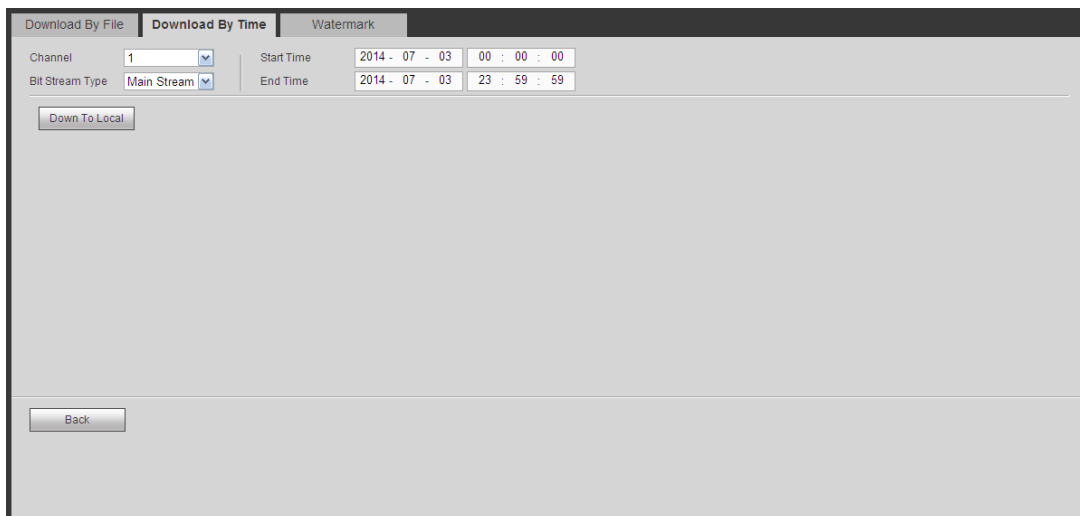 Download By File Download By Time Watermark
Channel 1 Start Time 2014 - 07 - 03 00 : 00 : 00
Bit Stream Type Main Stream End Time 2014 - 07 - 03 23 : 59 : 59
Down To Local
Back